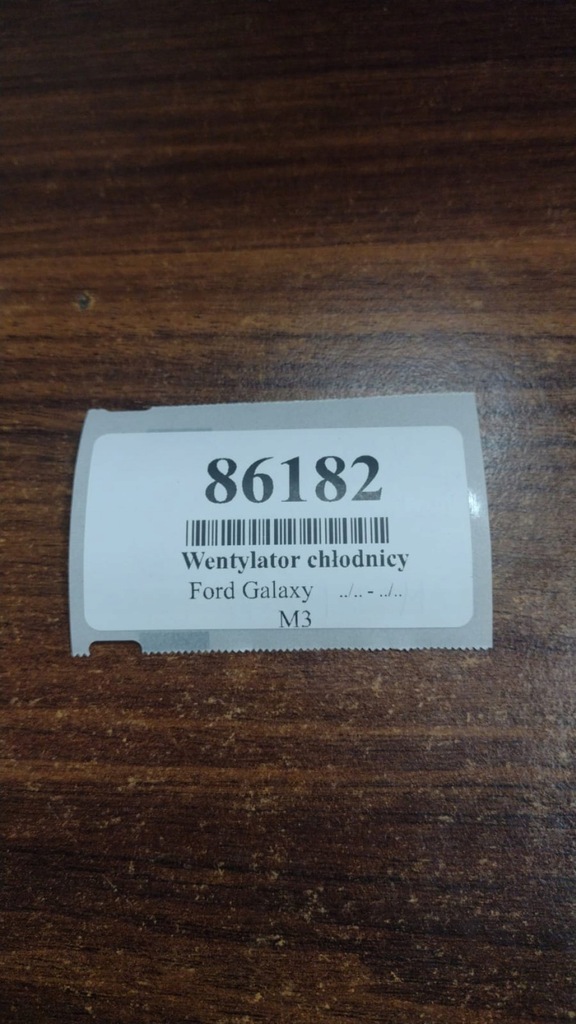 86182
Wentylator chłodnicy
Ford Galaxy ../.. - ../..
M3